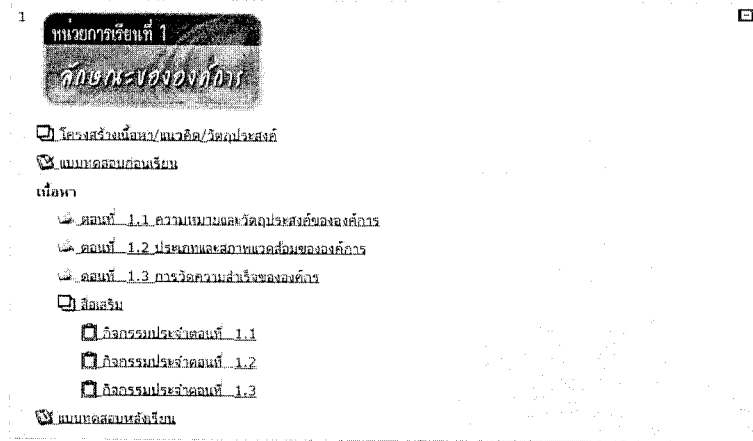 1
หน่วยการเรียนที่ 1
ลักษณะขององค์การ
โครงสร้างเนื้อหา/แนวคิด/วัตถุประสงค์
แบบทดสอบก่อนเรียน
เนื้อหา
ตอนที่ 1.1 ความหมายและวัตถุประสงค์ขององค์การ
ตอนที่ 1.2 ประเภทและสภาพแวดล้อมขององค์การ
ตอนที่ 1.3 การวัดความสำเร็จขององค์กร
สื่อเสริม
กิจกรรมประจำตอนที่ 1.1
กิจกรรมประจำตอนที่ 1.2
กิจกรรมประจำตอนที่ 1.3
แบบทดสอบหลังเรียน